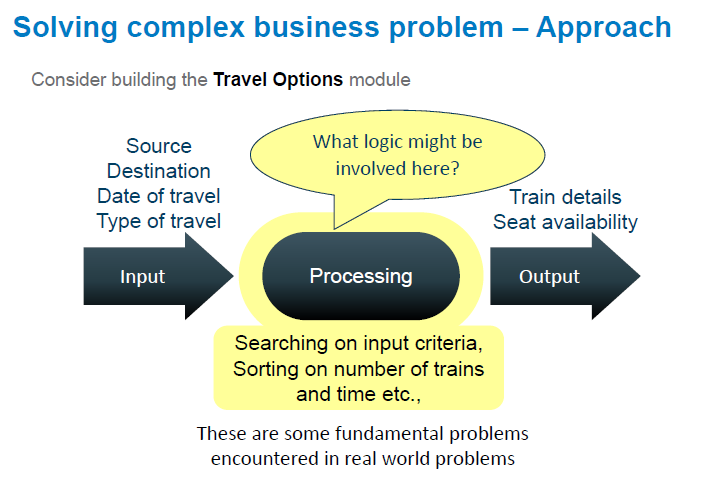 Solving complex business problem – Approach
Consider building the Travel Options module
What logic might be
involved here?
Source
Destination
Date of travel
Type of travel
Train details
Seat availability
Input
Processing
Output
Searching on input criteria,
Sorting on number of trains
and time etc.,
These are some fundamental problems
encountered in real world problems